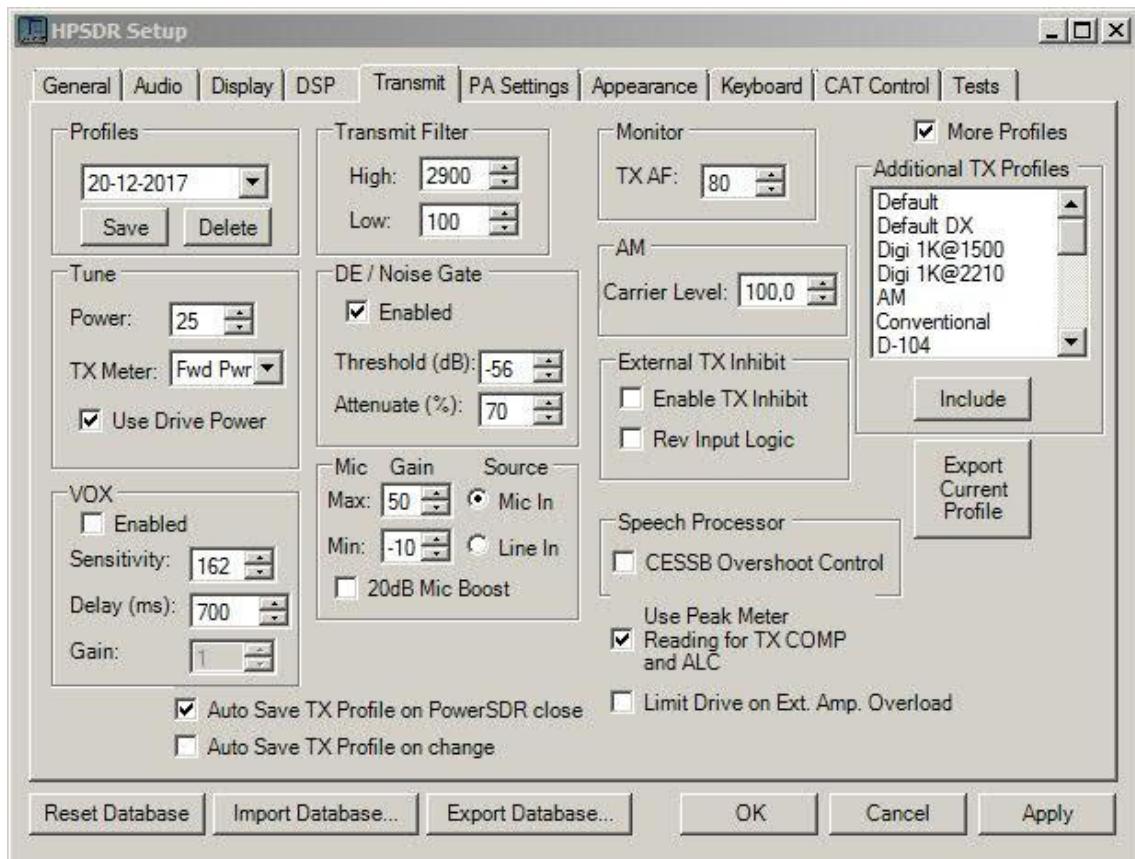 HPSDR Setup
General Audio Display DSP Transmit PA Settings Appearance Keyboard CAT Control Tests
Profiles
20-12-2017
Save Delete
Tune
Power: 25
TX Meter: Fwd Pwr
Use Drive Power
VOX
Enabled
Sensitivity: 162
Delay (ms): 700
Gain: 1
Transmit Filter
High: 2900
Low: 100
DE / Noise Gate
Enabled
Threshold (dB): -56
Attenuate (%): 70
Mic Gain Source
Max: 50 Mic In
Min: -10 Line In
20dB Mic Boost
Auto Save TX Profile on PowerSDR close
Auto Save TX Profile on change
Monitor
TX AF: 80
AM
Carrier Level: 100,0
External TX Inhibit
Enable TX Inhibit
Rev Input Logic
Speech Processor
CESSB Overshoot Control
Use Peak Meter
Reading for TX COMP
and ALC
Limit Drive on Ext. Amp. Overload
More Profiles
Additional TX Profiles
Default
Default DX
Digi 1K@1500
Digi 1K@2210
AM
Conventional
D-104
Include
Export
Current
Profile
Reset Database Import Database... Export Database... OK Cancel Apply